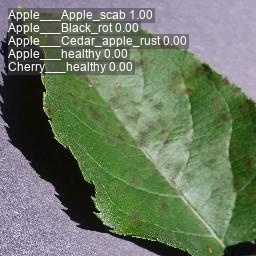 Apple___Apple_scab 1.00
Apple___Black_rot 0.00
Apple___Cedar_apple_rust 0.00
Apple___healthy 0.00
Cherry___healthy 0.00